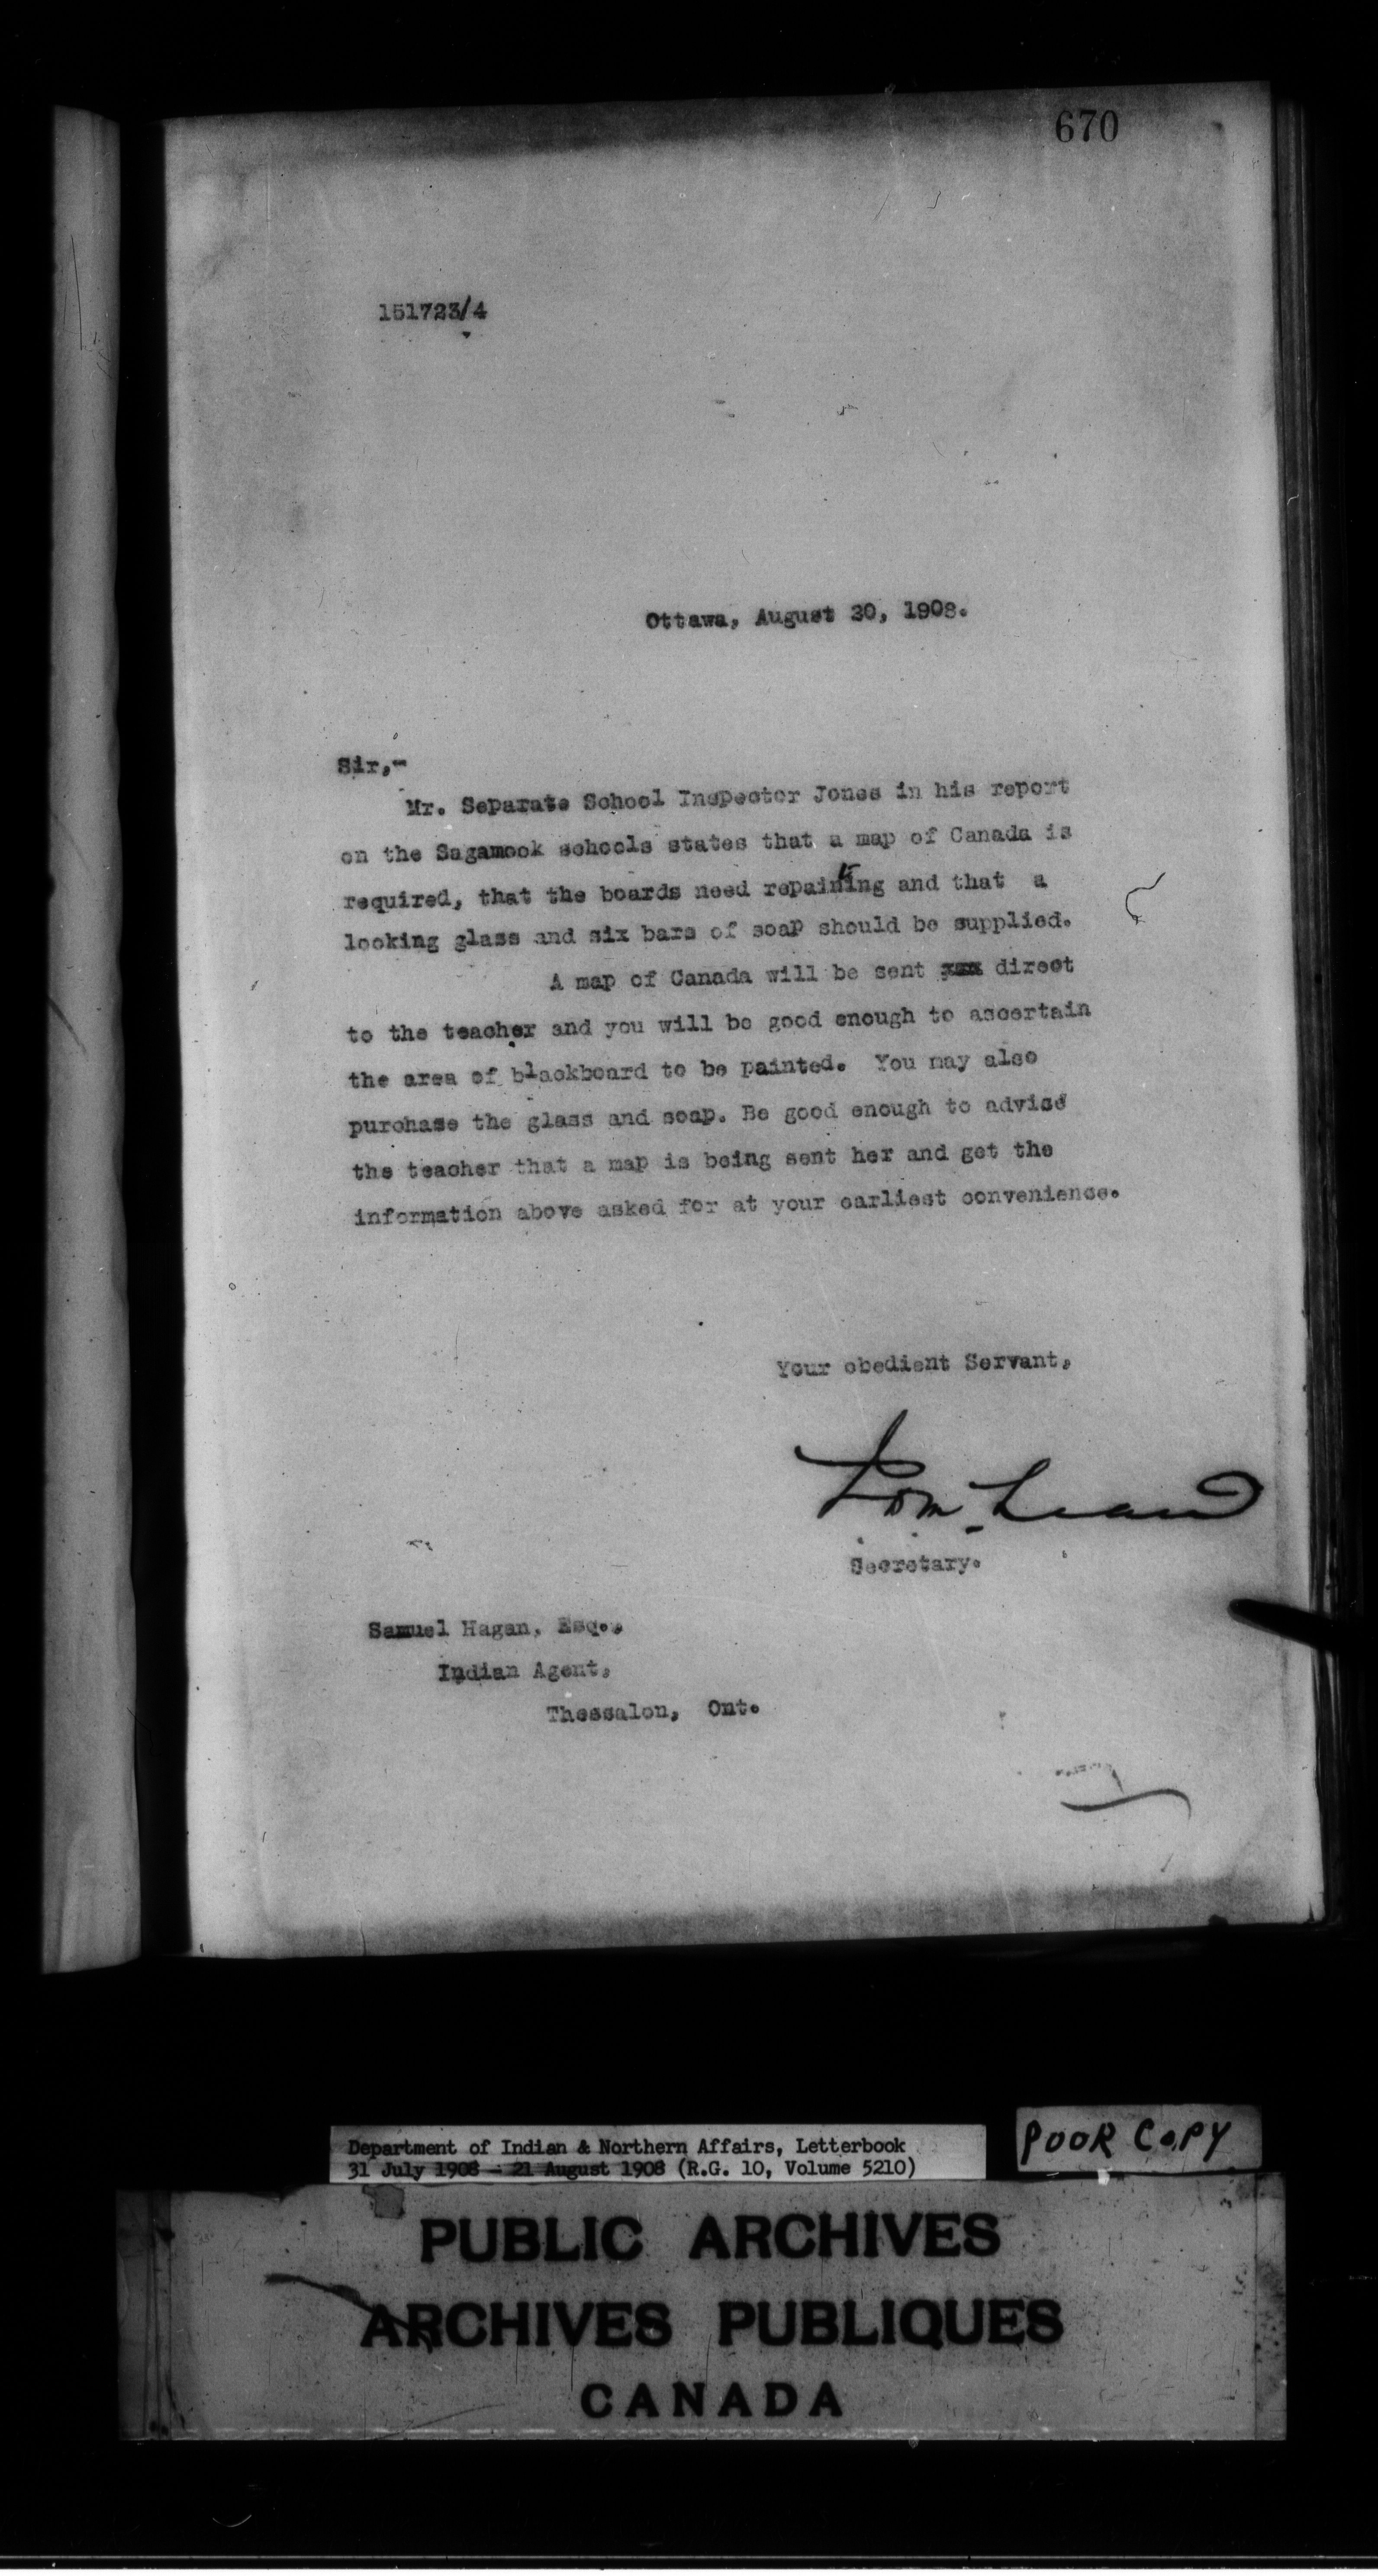 670
151723/4
Ottawa, August 20, 1908.
Sir,-
Mr. Separate School Inspector Jones in his report
on the Sagamook schools states that a map of Canada is
required, that the boards need repainting and that a
looking glass and six bars of soap should be supplied.
A map of Canada will be sent direct
to the teacher and you will be good enough to ascertain
the area of blackboard to be painted. You may also
purchase the glass and soap. Be good enough to advise
the teacher that a map is being sent her and get the
information above asked for at your earliest convenience.
Your obedient Servant,
Secretary.
Samuel Hagan, Esq.,
Indian Agent,
Thessalon, Ont.
Department of Indian & Northern Affairs, Letterbook
31 July 1908 - 21 August 1908 (R.G. 10, Volume 5210)
POOR COPY
PUBLIC ARCHIVES
ARCHIVES PUBLIQUES
CANADA